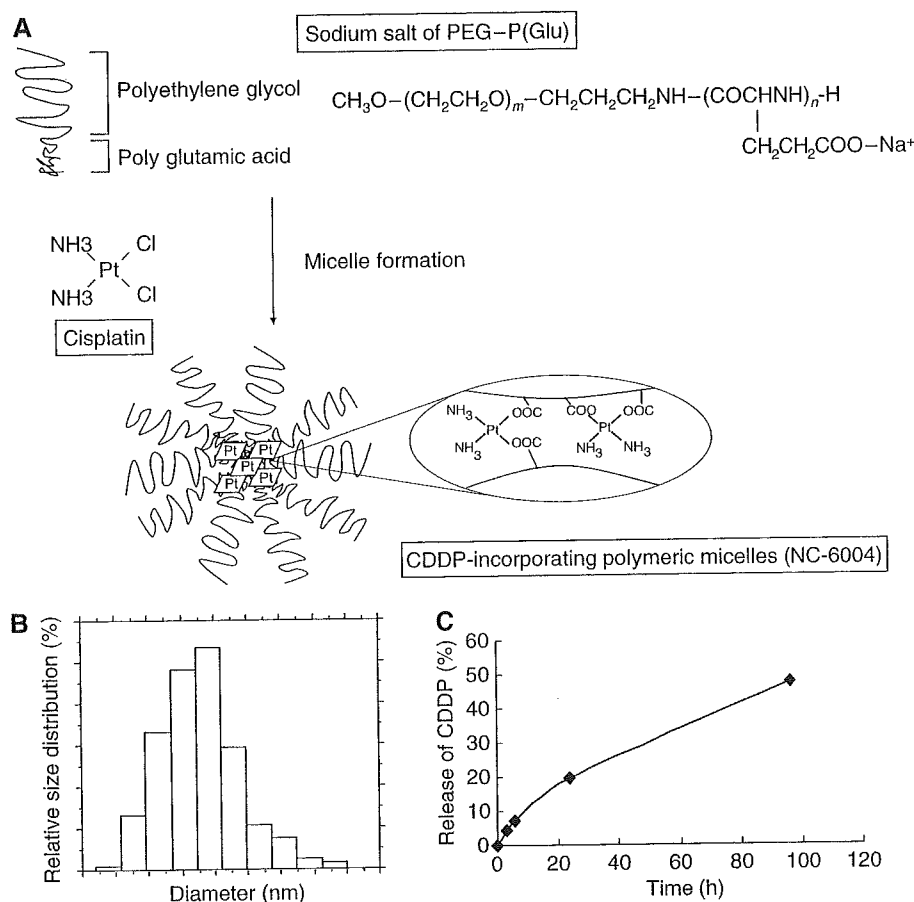 A
Sodium salt of PEG–P(Glu)
Polyethylene glycol
Poly glutamic acid
CH₃O–(CH₂CH₂O)ₘ–CH₂CH₂CH₂NH–(COCHNH)ₙ-H
CH₂CH₂COO–Na⁺
NH3 Cl
Pt
NH3 Cl
Cisplatin
Micelle formation
Pt Pt
Pt
Pt Pt
NH₃ OOC COO OOC
Pt Pt
NH₃ OOC NH₃ NH₃
CDDP-incorporating polymeric micelles (NC-6004)
B
Relative size distribution (%)
Diameter (nm)
C
Release of CDDP (%)
60
50
40
30
20
10
0
0 20 40 60 80 100 120
Time (h)